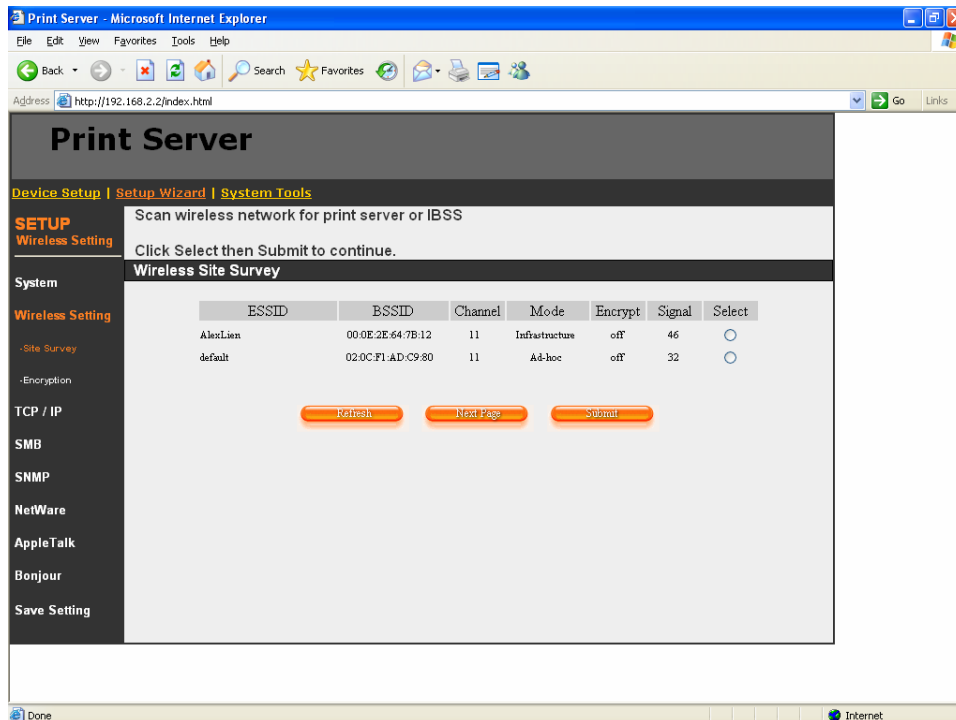 Print Server - Microsoft Internet Explorer
File Edit View Favorites Tools Help
Back Search Favorites
Address http://192.168.2.2/index.html Go Links
Print Server
Device Setup | Setup Wizard | System Tools
SETUP
Wireless Setting
System
Wireless Setting
-Site Survey
-Encryption
TCP / IP
SMB
SNMP
NetWare
AppleTalk
Bonjour
Save Setting
Scan wireless network for print server or IBSS
Click Select then Submit to continue.
Wireless Site Survey
ESSID BSSID Channel Mode Encrypt Signal Select
AlexLien 00:0E:2E:64:7B:12 11 Infrastructure off 46
default 02:0C:F1:AD:C9:80 11 Ad-hoc off 32
Refresh Next Page Submit
Done Internet